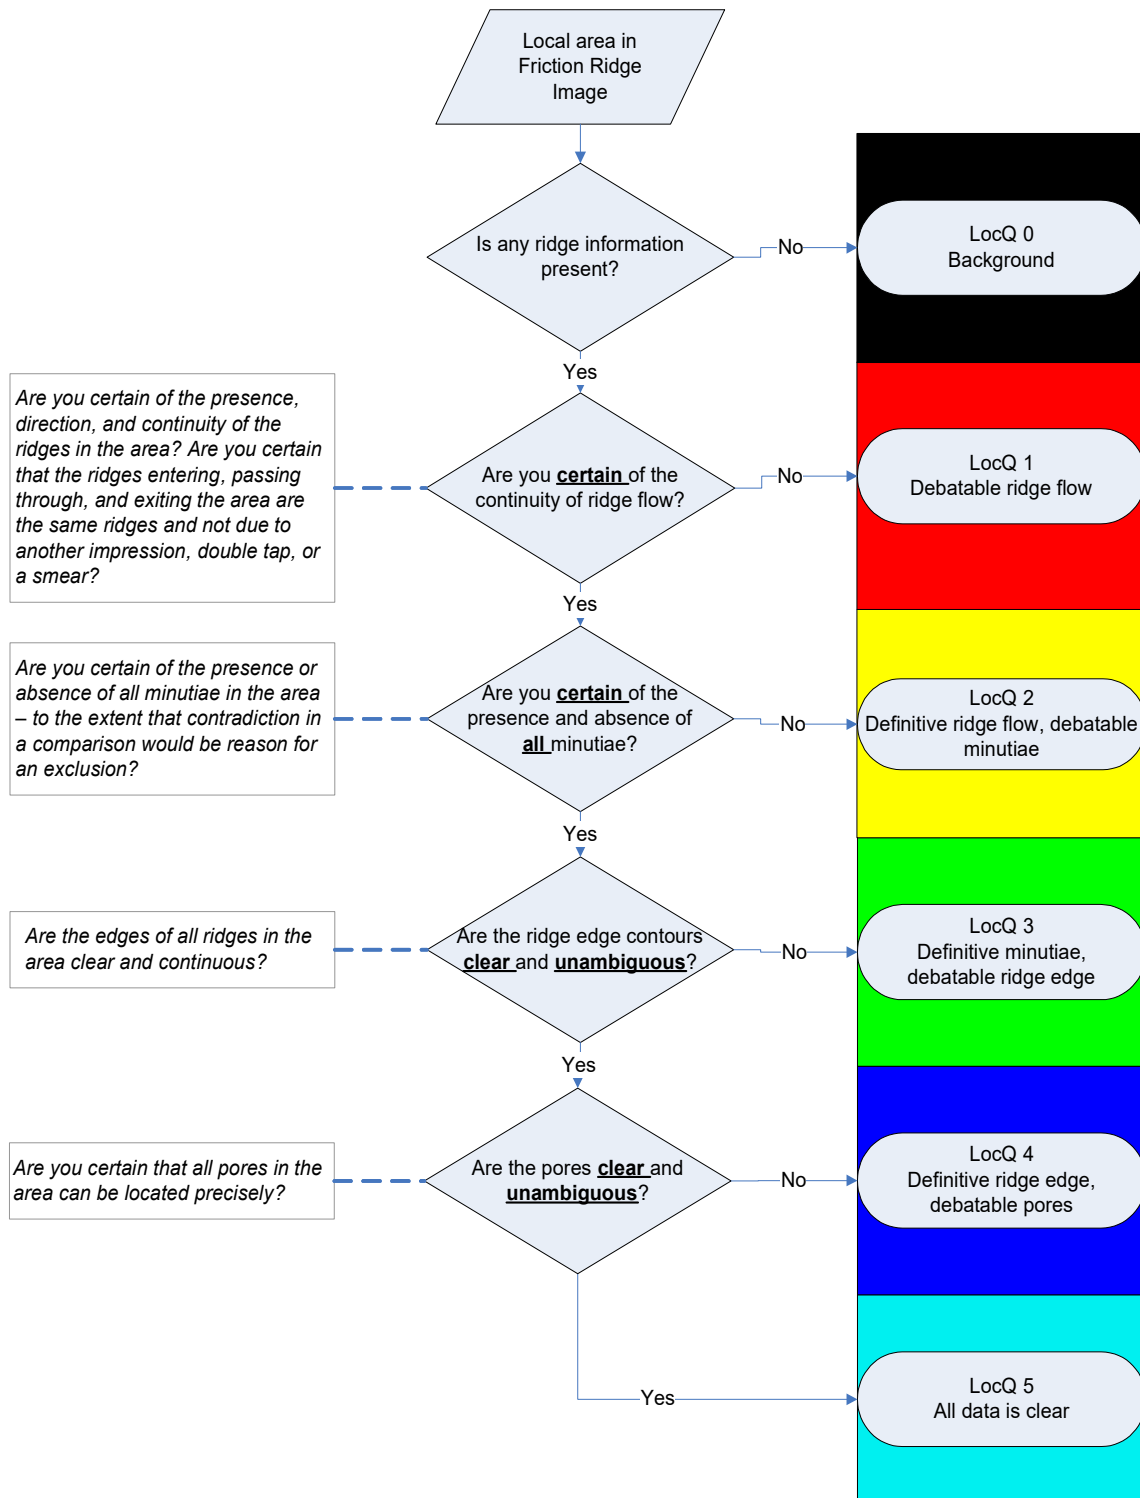 Local area in
Friction Ridge
Image
Is any ridge information
present?
No
LocQ 0
Background
Yes
Are you certain of the presence,
direction, and continuity of the
ridges in the area? Are you certain
that the ridges entering, passing
through, and exiting the area are
the same ridges and not due to
another impression, double tap, or
a smear?
Are you certain of the
continuity of ridge flow?
No
LocQ 1
Debatable ridge flow
Yes
Are you certain of the presence or
absence of all minutiae in the area
– to the extent that contradiction in
a comparison would be reason for
an exclusion?
Are you certain of the
presence and absence of
all minutiae?
No
LocQ 2
Definitive ridge flow, debatable
minutiae
Yes
Are the edges of all ridges in the
area clear and continuous?
Are the ridge edge contours
clear and unambiguous?
No
LocQ 3
Definitive minutiae,
debatable ridge edge
Yes
Are you certain that all pores in the
area can be located precisely?
Are the pores clear and
unambiguous?
No
LocQ 4
Definitive ridge edge,
debatable pores
Yes
LocQ 5
All data is clear